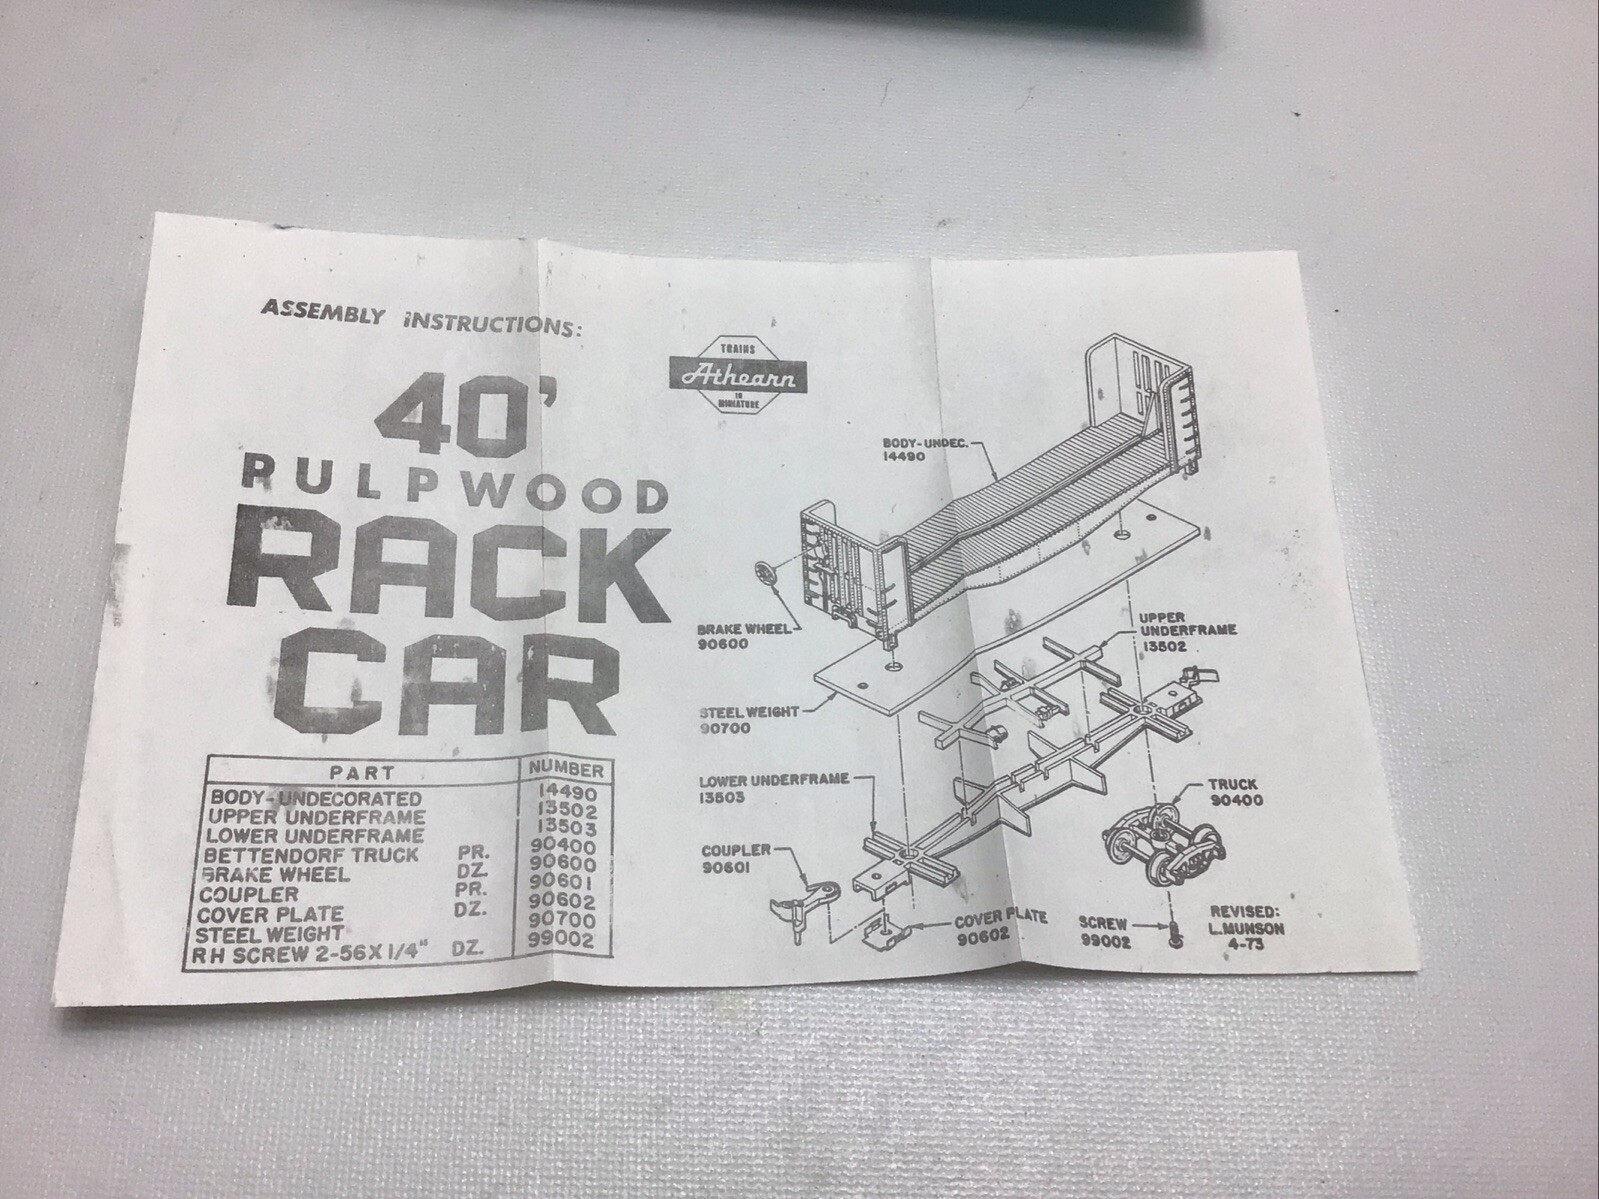 ASSEMBLY INSTRUCTIONS:
40'
PULPWOOD
RACK
CAR
PART NUMBER
BODY-UNDECORATED 14490
UPPER UNDERFRAME 13502
LOWER UNDERFRAME 13503
BETTENDORF TRUCK PR. 90400
BRAKE WHEEL DZ. 90600
COUPLER PR. 90601
COVER PLATE DZ. 90602
STEEL WEIGHT 90700
RH SCREW 2-56X1/4" DZ. 99002
TRAINS
Athearn
IN
MINIATURE
BODY-UNDEC.
14490
BRAKE WHEEL
90600
UPPER
UNDERFRAME
13502
STEEL WEIGHT
90700
LOWER UNDERFRAME
13503
TRUCK
90400
COUPLER
90601
COVER PLATE
90602
SCREW
99002
REVISED:
L.MUNSON
4-73